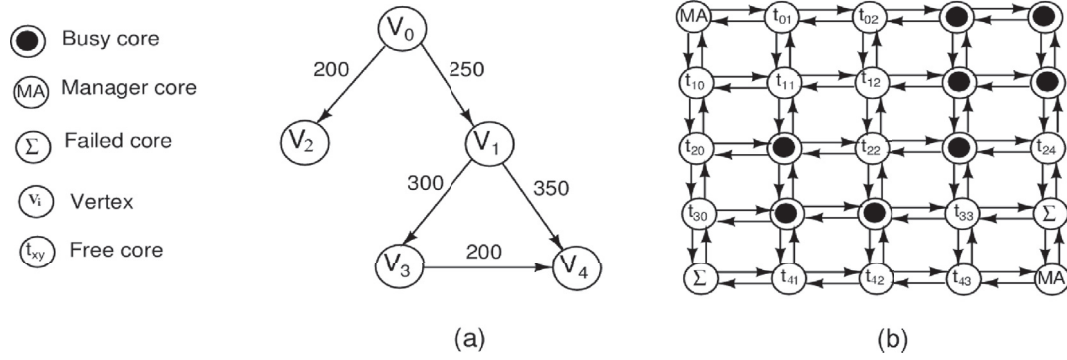 Busy core
MA Manager core
Σ Failed core
Vi Vertex
txy Free core
V0
200 250
V2 V1
300 350
V3 200 V4
(a)
MA t01 t02
t10 t11 t12
t20 t22 t24
t30 t33 Σ
Σ t41 t42 t43 MA
(b)